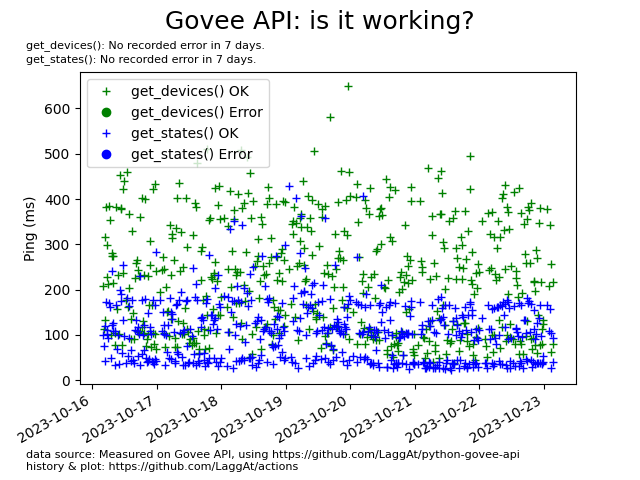 Govee API: is it working?
get_devices(): No recorded error in 7 days.
get_states(): No recorded error in 7 days.
get_devices() OK
get_devices() Error
get_states() OK
get_states() Error
Ping (ms)
600
500
400
300
200
100
0
2023-10-16
2023-10-17
2023-10-18
2023-10-19
2023-10-20
2023-10-21
2023-10-22
2023-10-23
data source: Measured on Govee API, using https://github.com/LaggAt/python-govee-api
history & plot: https://github.com/LaggAt/actions